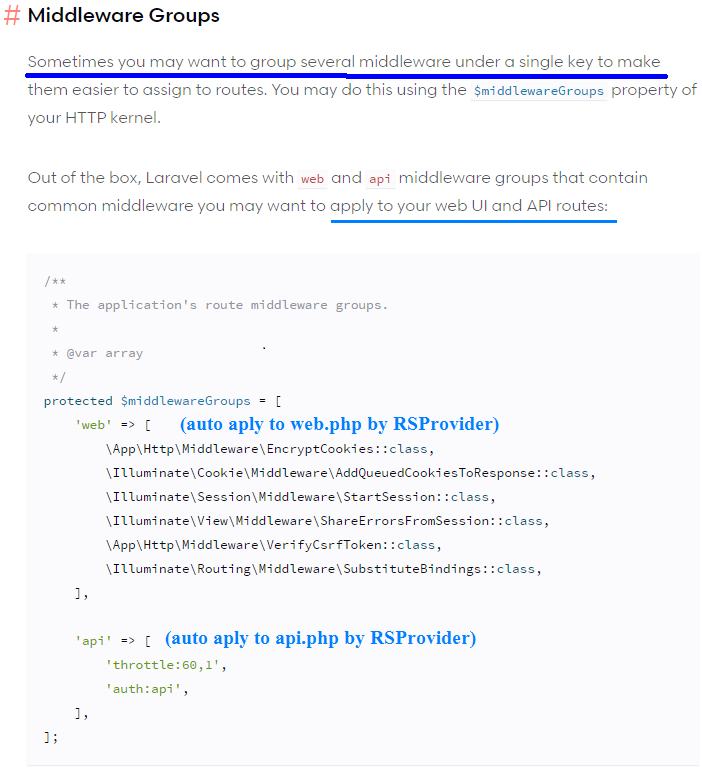 # Middleware Groups
Sometimes you may want to group several middleware under a single key to make
them easier to assign to routes. You may do this using the $middlewareGroups property of
your HTTP kernel.
Out of the box, Laravel comes with web and api middleware groups that contain
common middleware you may want to apply to your web UI and API routes:
/**
 * The application's route middleware groups.
 *
 * @var array
 */
protected $middlewareGroups = [
    'web' => [ (auto aply to web.php by RSProvider)
        \App\Http\Middleware\EncryptCookies::class,
        \Illuminate\Cookie\Middleware\AddQueuedCookiesToResponse::class,
        \Illuminate\Session\Middleware\StartSession::class,
        \Illuminate\View\Middleware\ShareErrorsFromSession::class,
        \App\Http\Middleware\VerifyCsrfToken::class,
        \Illuminate\Routing\Middleware\SubstituteBindings::class,
    ],
    'api' => [ (auto aply to api.php by RSProvider)
        'throttle:60,1',
        'auth:api',
    ],
];